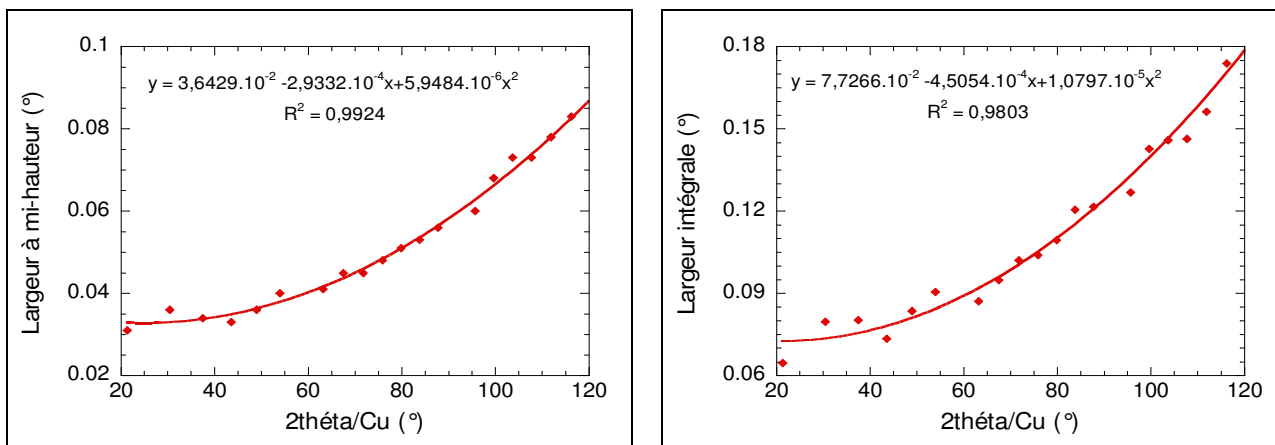 0.1
0.08
0.06
0.04
0.02
Largeur à mi-hauteur (°)
y = 3,6429.10-2 -2,9332.10-4x+5,9484.10-6x2
R2 = 0,9924
20 40 60 80 100 120
2théta/Cu (°)
0.18
0.15
0.12
0.09
0.06
Largeur intégrale (°)
y = 7,7266.10-2 -4,5054.10-4x+1,0797.10-5x2
R2 = 0,9803
20 40 60 80 100 120
2théta/Cu (°)